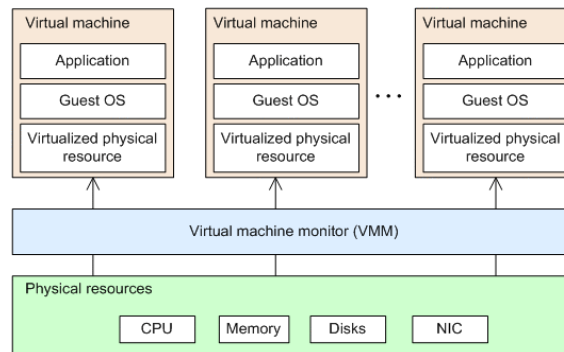 Virtual machine
Application
Guest OS
Virtualized physical
resource
Virtual machine
Application
Guest OS
Virtualized physical
resource
...
Virtual machine
Application
Guest OS
Virtualized physical
resource
Virtual machine monitor (VMM)
Physical resources
CPU
Memory
Disks
NIC